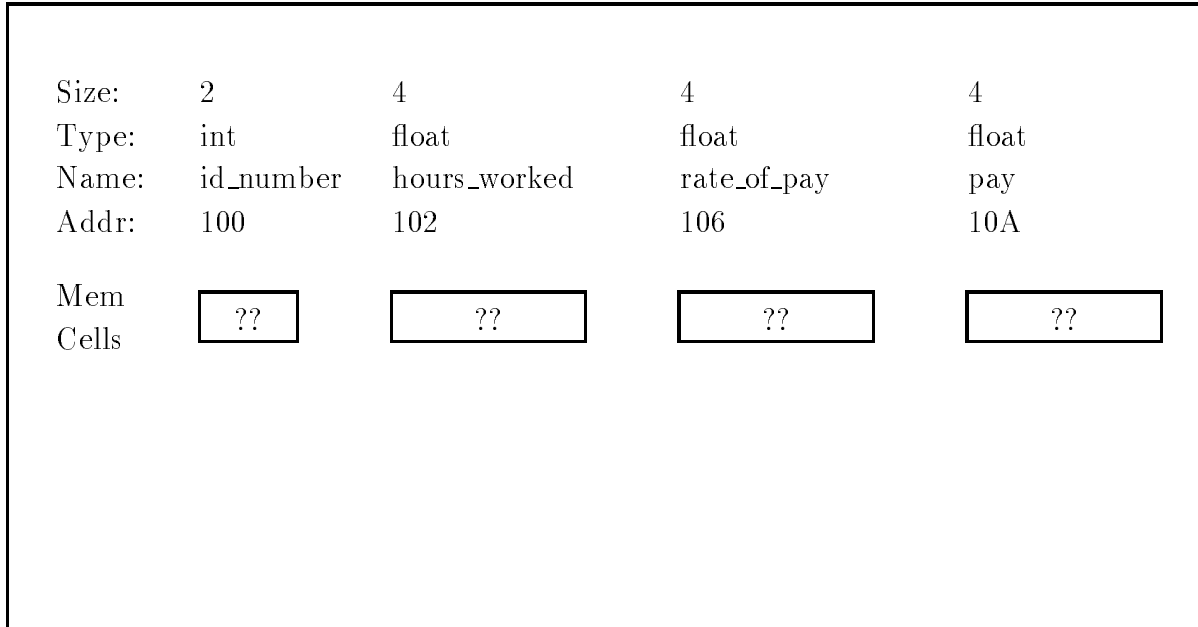 Size: 2 4 4 4
Type: int float float float
Name: id_number hours_worked rate_of_pay pay
Addr: 100 102 106 10A
Mem
Cells
?? ?? ?? ??